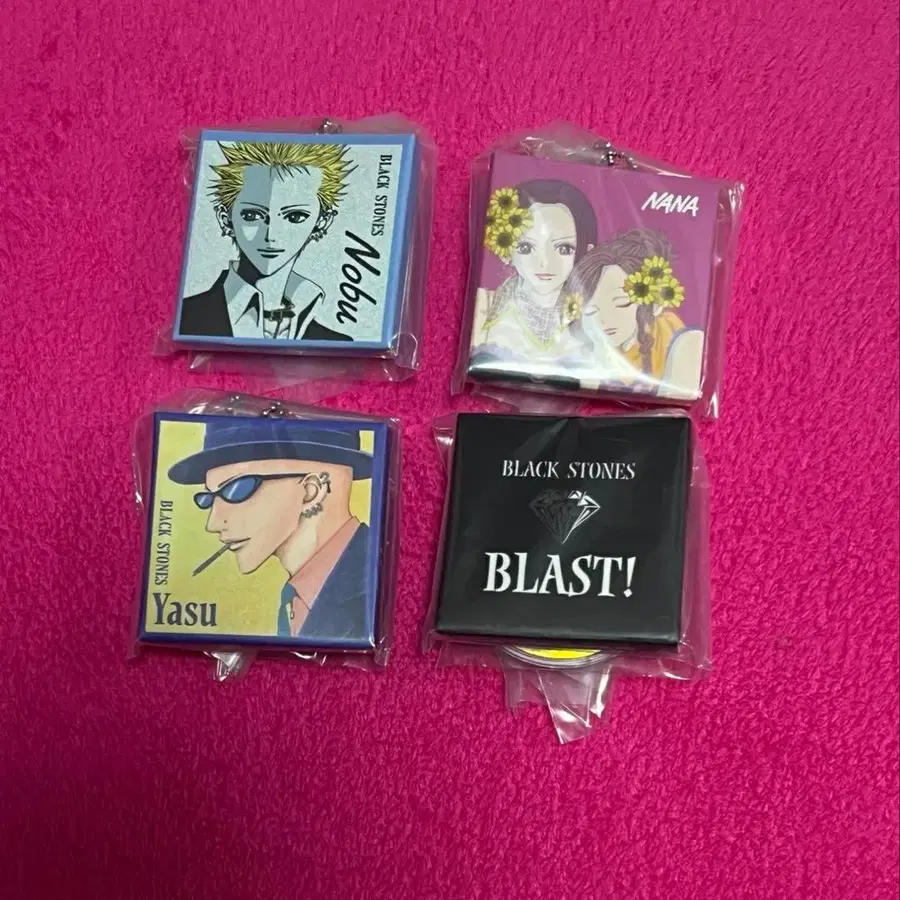 BLACK STONES
Nobu
NANA
BLACK STONES
Yasu
BLACK STONES
BLAST!